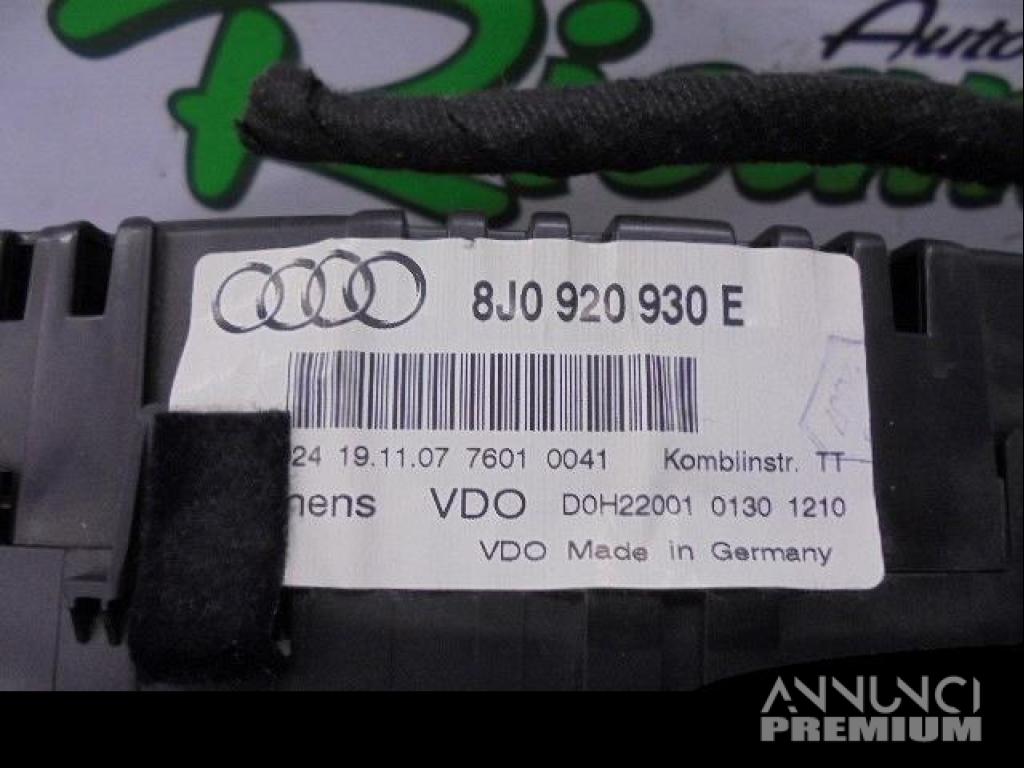 Auto
Ricam
8J0 920 930 E
24 19.11.07 7601 0041 Kombiinstr. TT
mens VDO D0H22001 0130 1210
VDO Made in Germany
ANNUNCI
PREMIUM